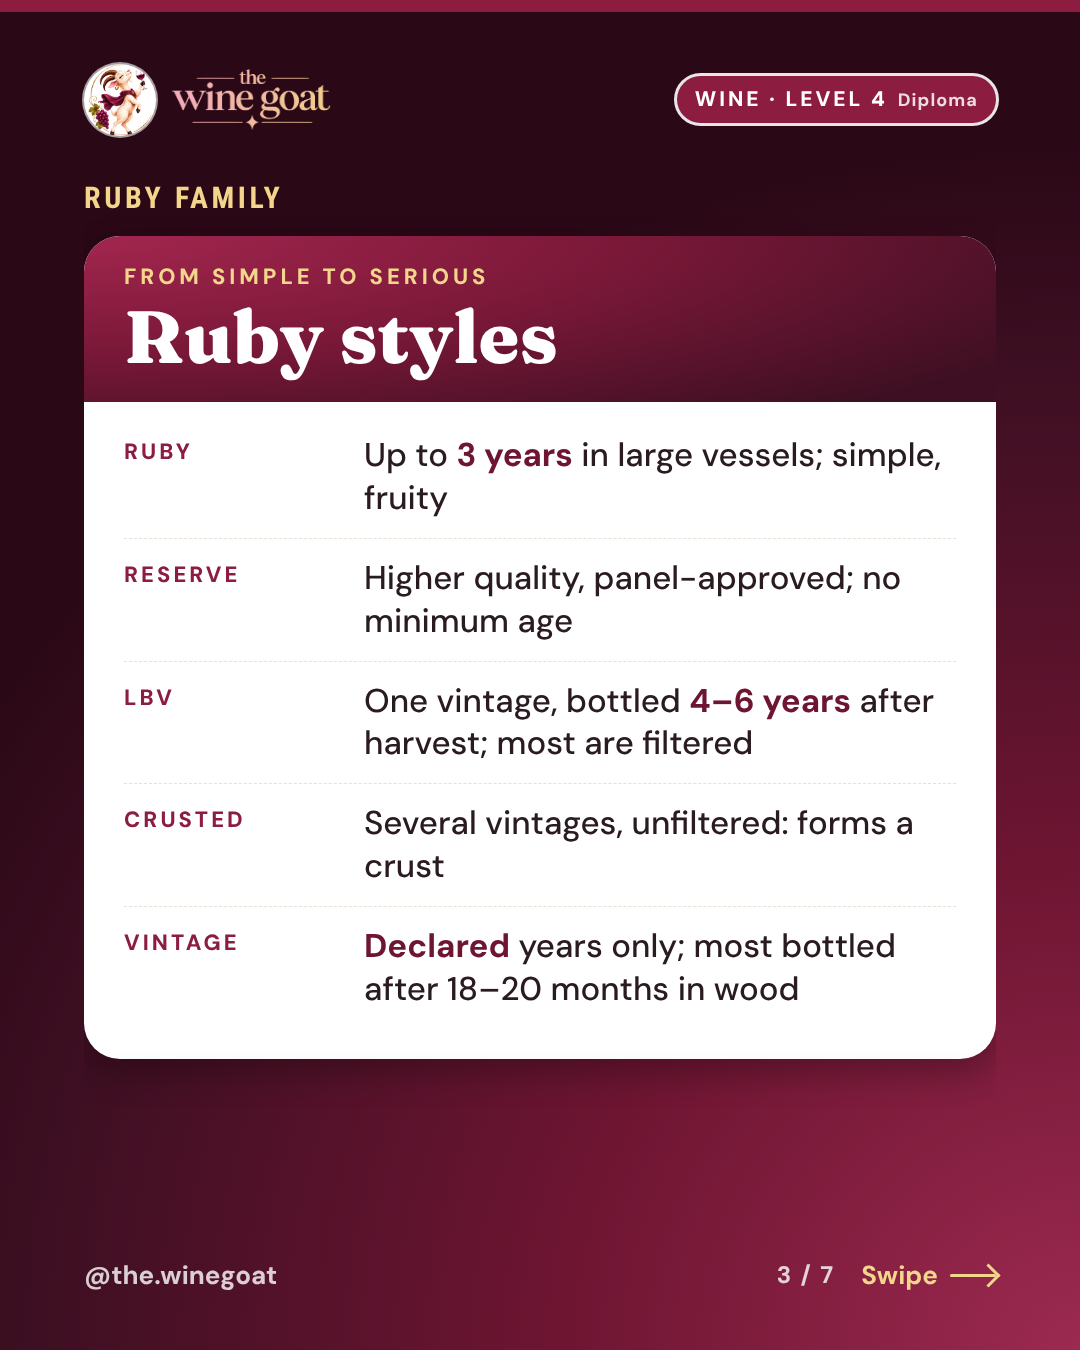 the
wine goat
WINE · LEVEL 4 Diploma
RUBY FAMILY
FROM SIMPLE TO SERIOUS
Ruby styles
RUBY
Up to 3 years in large vessels; simple,
fruity
RESERVE
Higher quality, panel-approved; no
minimum age
LBV
One vintage, bottled 4–6 years after
harvest; most are filtered
CRUSTED
Several vintages, unfiltered: forms a
crust
VINTAGE
Declared years only; most bottled
after 18–20 months in wood
@the.winegoat
3 / 7 Swipe